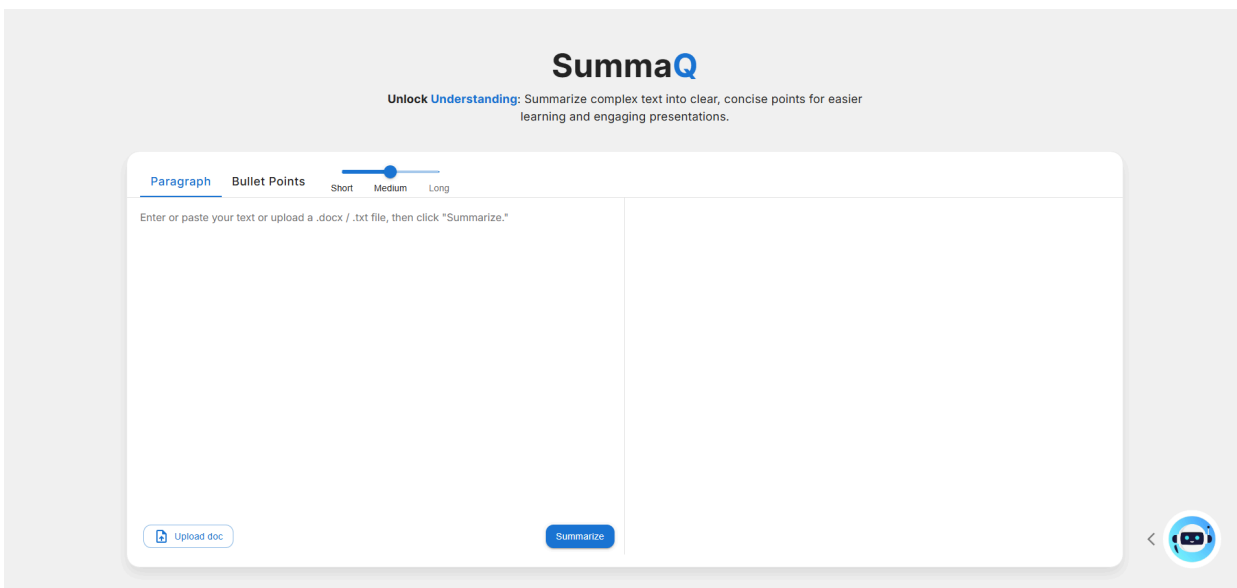 SummaQ
Unlock Understanding: Summarize complex text into clear, concise points for easier
learning and engaging presentations.
Paragraph
Bullet Points
Short Medium Long
Enter or paste your text or upload a .docx / .txt file, then click "Summarize."
Upload doc
Summarize